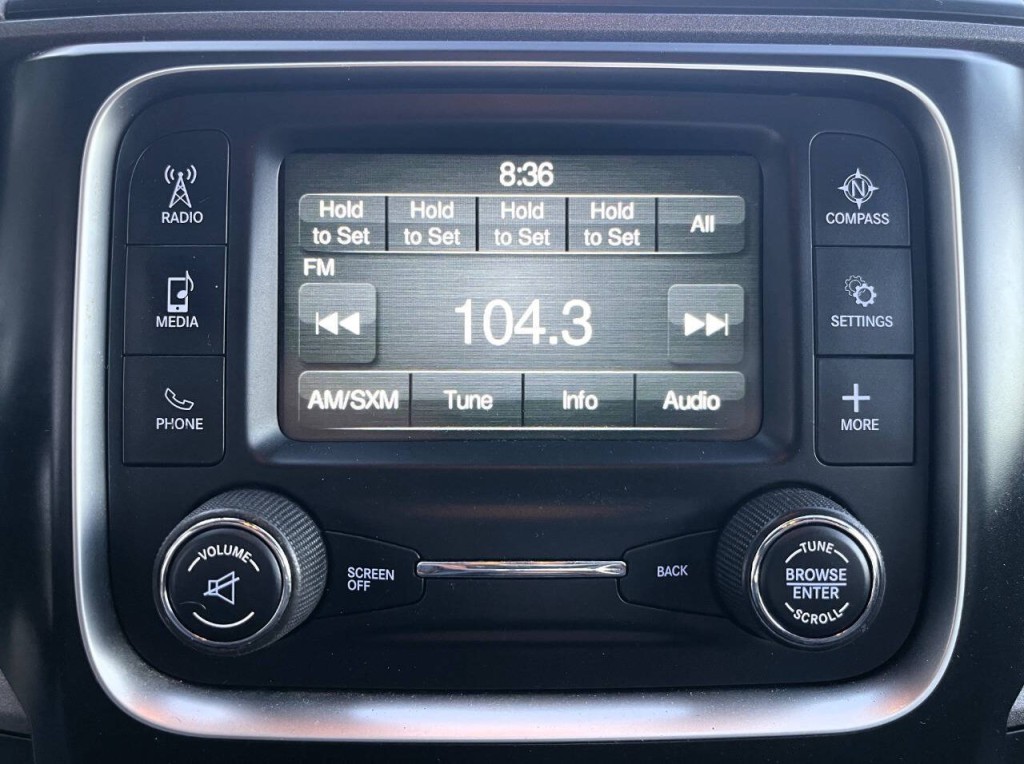 8:36
Hold to Set
Hold to Set
Hold to Set
Hold to Set
All
FM
104.3
AM/SXM
Tune
Info
Audio
RADIO
MEDIA
PHONE
N
COMPASS
SETTINGS
MORE
VOLUME
SCREEN
OFF
BACK
TUNE
BROWSE
ENTER
SCROLL